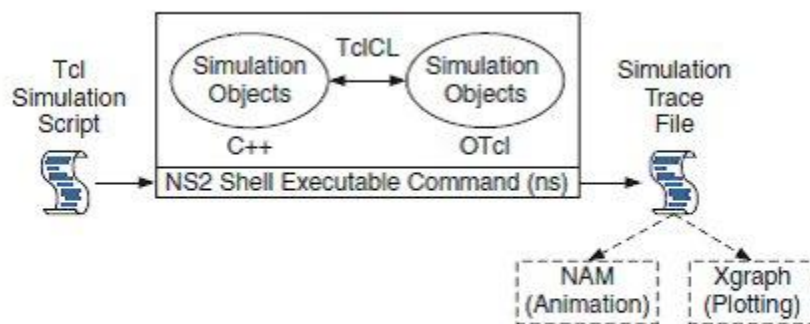 Tcl
Simulation
Script
TclCL
Simulation
Objects
C++
Simulation
Objects
OTcl
NS2 Shell Executable Command (ns)
Simulation
Trace
File
NAM
(Animation)
Xgraph
(Plotting)